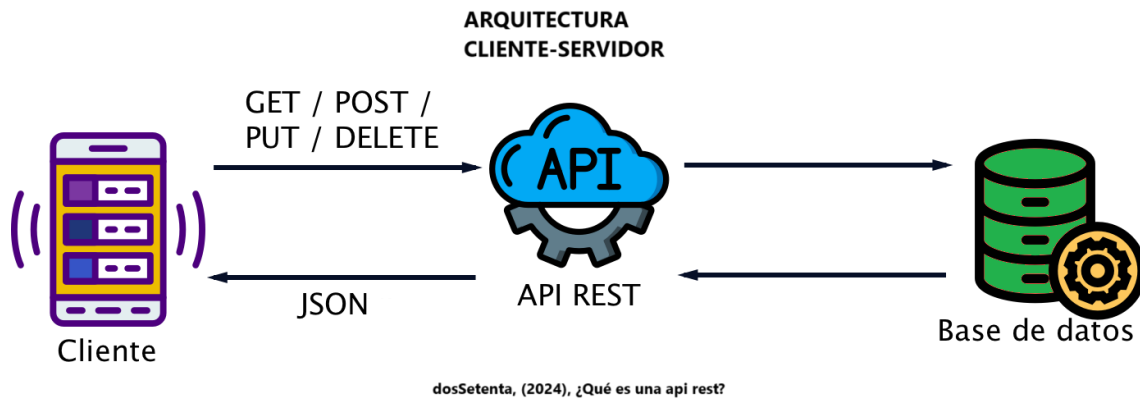 ARQUITECTURA
CLIENTE-SERVIDOR
GET / POST /
PUT / DELETE
API
JSON
API REST
Cliente
Base de datos
dosSetenta, (2024), ¿Qué es una api rest?